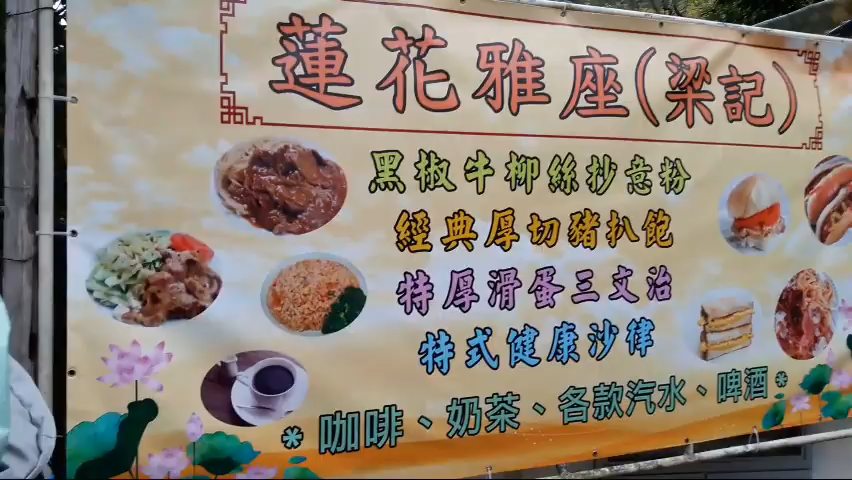 蓮花雅座(梁記)
黑椒牛柳絲抄意粉
經典厚切豬扒飽
特厚滑蛋三文治
特式健康沙律
*咖啡、奶茶、各款汽水、啤酒*